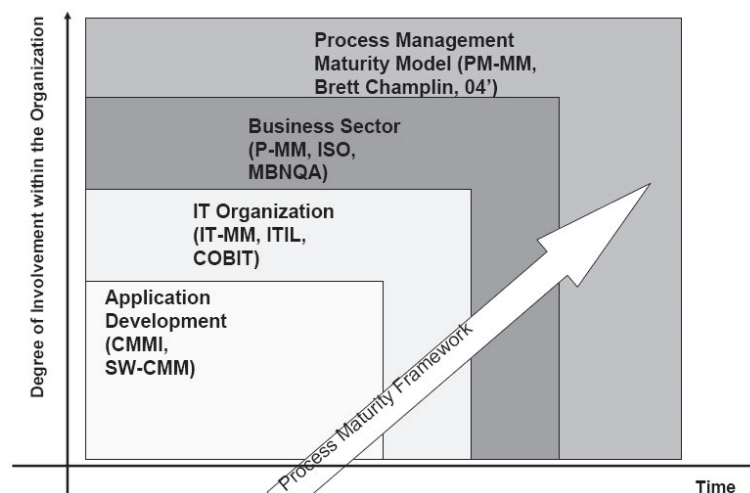 Process Management
Maturity Model (PM-MM,
Brett Champlin, 04’)
Business Sector
(P-MM, ISO,
MBNQA)
IT Organization
(IT-MM, ITIL,
COBIT)
Application
Development
(CMMI,
SW-CMM)
Process Maturity Framework
Degree of Involvement within the Organization
Time